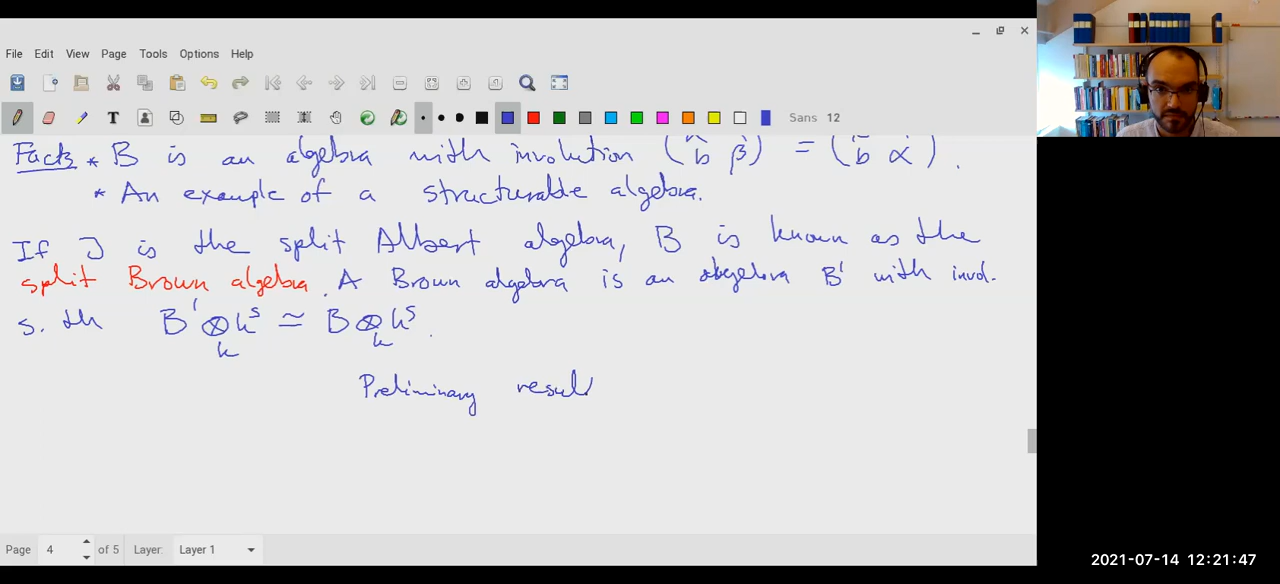 File Edit View Page Tools Options Help
Sans 12
Facts * B is an algebra with involution ( b β ) = ( b α ) .
* An example of a structurable algebra.
If J is the split Albert algebra, B is known as the
split Brown algebra. A Brown algebra is an algebra B' with invol.
s. th B' ⊗ k^s ≃ B ⊗ k^s .
k k
Preliminary resul
Page 4 of 5 Layer: Layer 1
2021-07-14 12:21:47